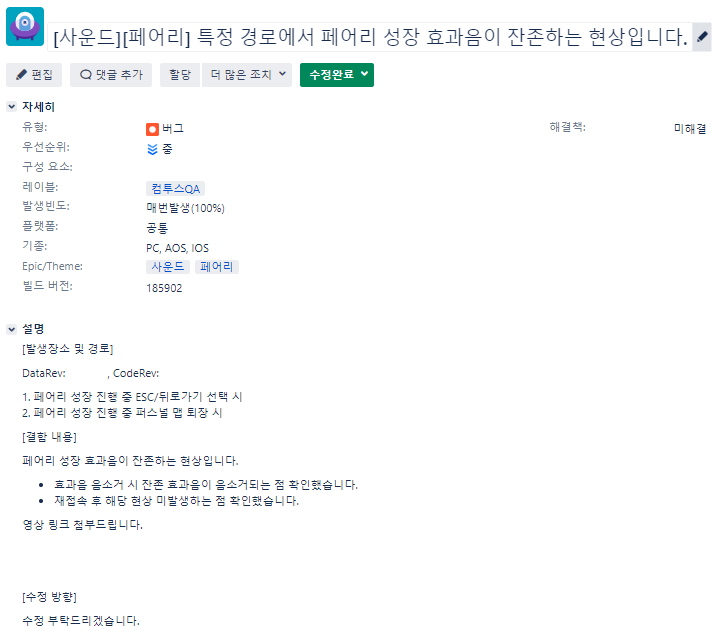 [사운드][페어리] 특정 경로에서 페어리 성장 효과음이 잔존하는 현상입니다.
편집 댓글 추가 할당 더 많은 조치 수정완료
자세히
유형: 버그 해결책: 미해결
우선순위: 중
구성 요소:
레이블: 컴투스QA
발생빈도: 매번발생(100%)
플랫폼: 공통
기종: PC, AOS, IOS
Epic/Theme: 사운드 페어리
빌드 버전: 185902
설명
[발생장소 및 경로]
DataRev: , CodeRev:
1. 페어리 성장 진행 중 ESC/뒤로가기 선택 시
2. 페어리 성장 진행 중 퍼스널 맵 퇴장 시
[결함 내용]
페어리 성장 효과음이 잔존하는 현상입니다.
• 효과음 음소거 시 잔존 효과음이 음소거되는 점 확인했습니다.
• 재접속 후 해당 현상 미발생하는 점 확인했습니다.
영상 링크 첨부드립니다.
[수정 방향]
수정 부탁드리겠습니다.